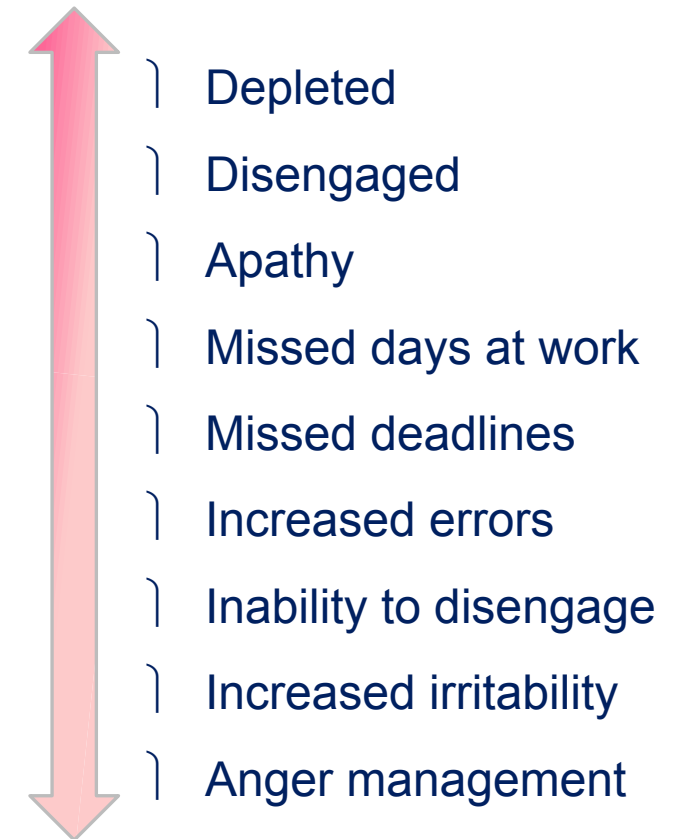 Depleted
Disengaged
Apathy
Missed days at work
Missed deadlines
Increased errors
Inability to disengage
Increased irritability
Anger management